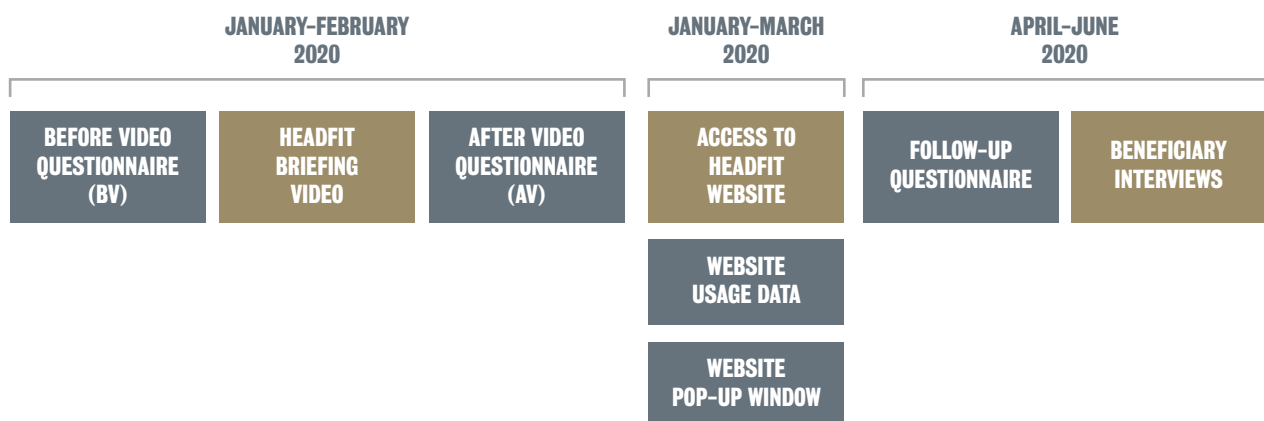 JANUARY–FEBRUARY
2020
JANUARY–MARCH
2020
APRIL–JUNE
2020
BEFORE VIDEO
QUESTIONNAIRE
(BV)
HEADFIT
BRIEFING
VIDEO
AFTER VIDEO
QUESTIONNAIRE
(AV)
ACCESS TO
HEADFIT
WEBSITE
FOLLOW-UP
QUESTIONNAIRE
BENEFICIARY
INTERVIEWS
WEBSITE
USAGE DATA
WEBSITE
POP-UP WINDOW